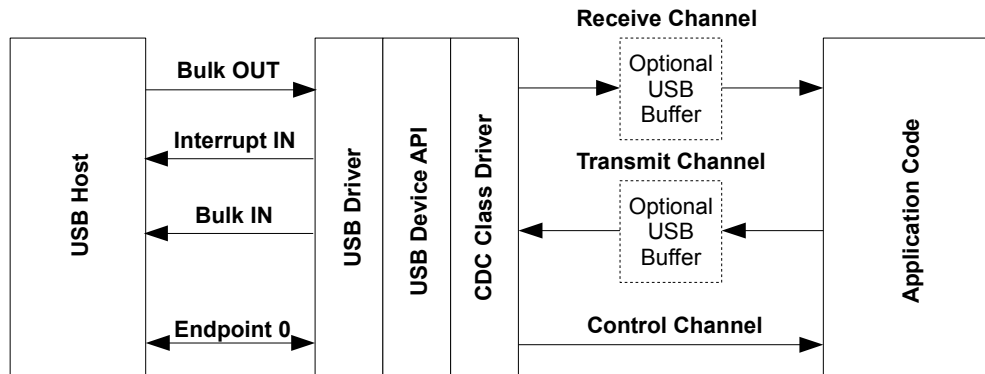 Receive Channel
USB Host
Bulk OUT
Interrupt IN
Bulk IN
Endpoint 0
USB Driver
USB Device API
CDC Class Driver
Optional
USB
Buffer
Transmit Channel
Optional
USB
Buffer
Control Channel
Application Code